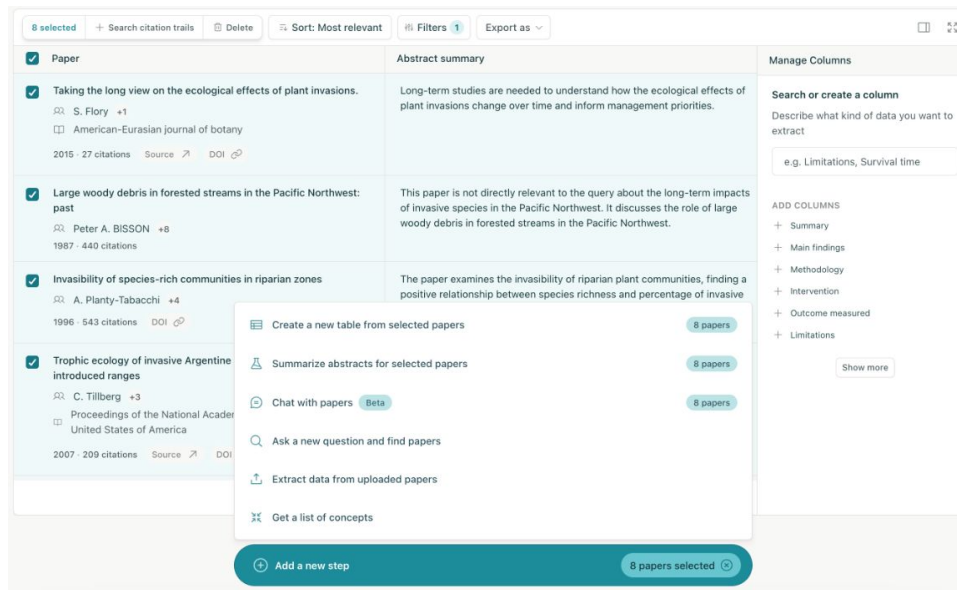 8 selected
Search citation trails
Delete
Sort: Most relevant
Filters 1
Export as
Paper
Abstract summary
Manage Columns
Taking the long view on the ecological effects of plant invasions.
S. Flory +1
American-Eurasian journal of botany
2015 · 27 citations Source DOI
Long-term studies are needed to understand how the ecological effects of
plant invasions change over time and inform management priorities.
Large woody debris in forested streams in the Pacific Northwest:
past
Peter A. BISSON +8
1987 · 440 citations
This paper is not directly relevant to the query about the long-term impacts
of invasive species in the Pacific Northwest. It discusses the role of large
woody debris in forested streams in the Pacific Northwest.
Invasibility of species-rich communities in riparian zones
A. Planty-Tabacchi +4
1996 · 543 citations DOI
The paper examines the invasibility of riparian plant communities, finding a
positive relationship between species richness and percentage of invasive
Trophic ecology of invasive Argentine
introduced ranges
C. Tillberg +3
Proceedings of the National Acader
United States of America
2007 · 209 citations Source DOI
Search or create a column
Describe what kind of data you want to
extract
e.g. Limitations, Survival time
ADD COLUMNS
Summary
Main findings
Methodology
Intervention
Outcome measured
Limitations
Show more
Create a new table from selected papers 8 papers
Summarize abstracts for selected papers 8 papers
Chat with papers Beta 8 papers
Ask a new question and find papers
Extract data from uploaded papers
Get a list of concepts
Add a new step
8 papers selected